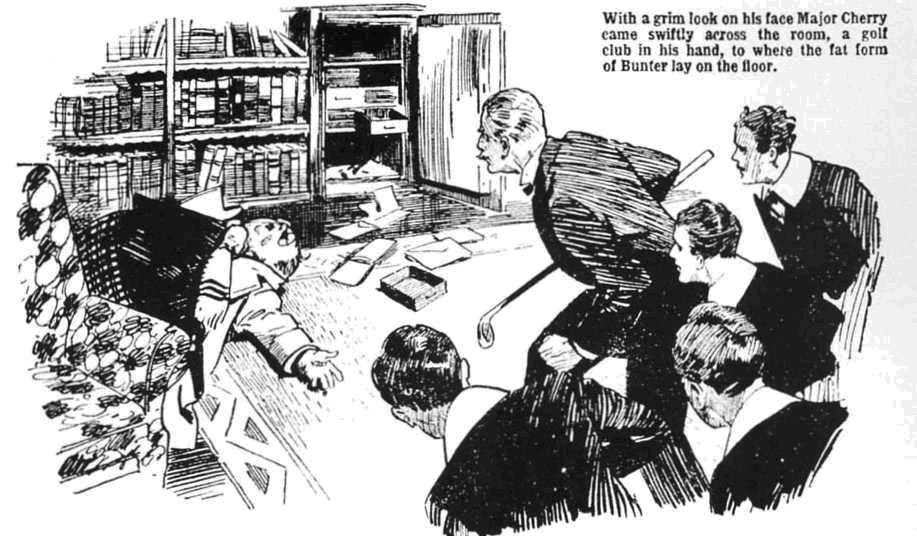 With a grim look on his face Major Cherry
came swiftly across the room, a golf
club in his hand, to where the fat form
of Bunter lay on the floor.